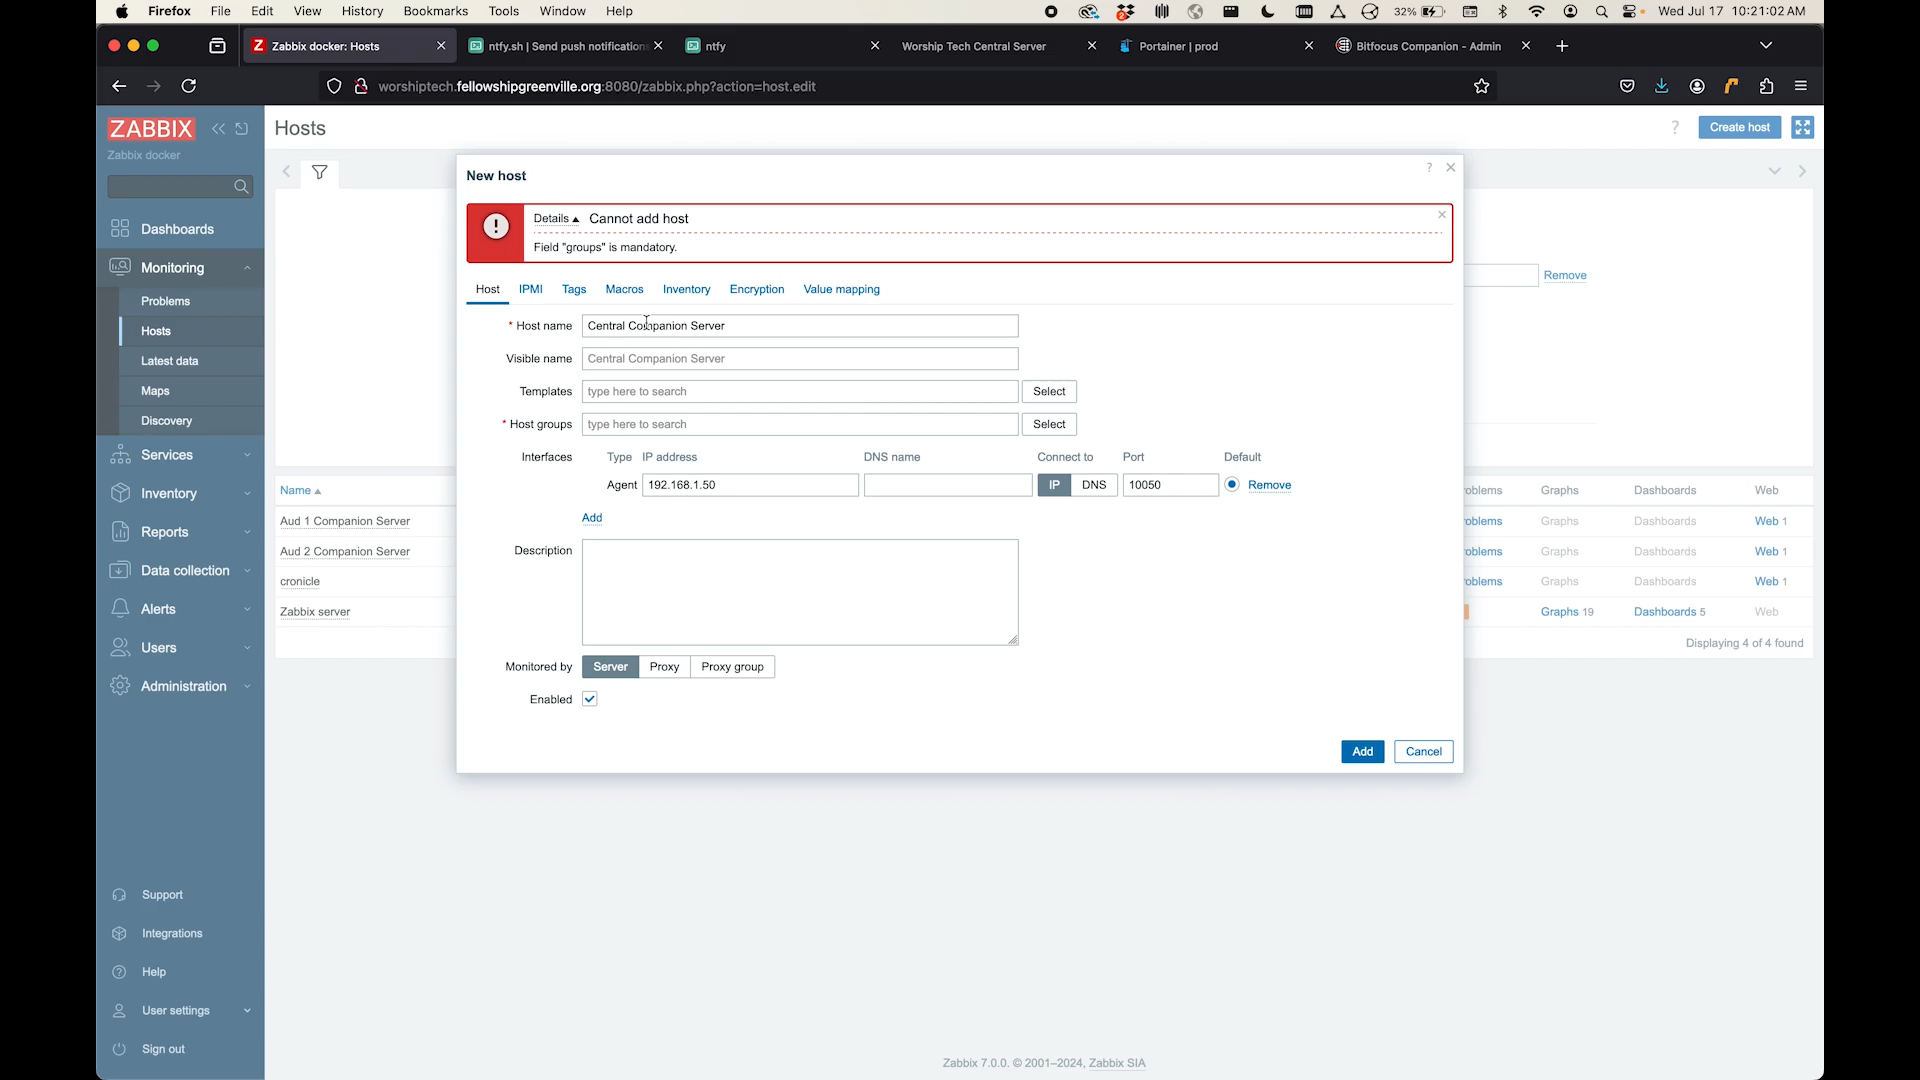 Firefox File Edit View History Bookmarks Tools Window Help 32% Wed Jul 17 10:21:02 AM
Zabbix docker: Hosts ntfy.sh | Send push notification ntfy Worship Tech Central Server Portainer | prod Bitfocus Companion - Admin
worshiptech.fellowshipgreenville.org:8080/zabbix.php?action=host.edit
ZABBIX
Zabbix docker
Hosts
? Create host
New host
?
Details Cannot add host
Field "groups" is mandatory.
Dashboards
Monitoring
Problems
Hosts
Latest data
Maps
Discovery
Services
Inventory
Reports
Data collection
Alerts
Users
Administration
Support
Integrations
Help
User settings
Sign out
Host IPMI Tags Macros Inventory Encryption Value mapping
* Host name Central Companion Server
Visible name Central Companion Server
Templates type here to search Select
* Host groups type here to search Select
Interfaces Type IP address DNS name Connect to Port Default
Agent 192.168.1.50 IP DNS 10050 Remove
Add
Description
Monitored by Server Proxy Proxy group
Enabled
Add Cancel
Remove
Name
Aud 1 Companion Server
Aud 2 Companion Server
cronicle
Zabbix server
oblems Graphs Dashboards Web
oblems Graphs Dashboards Web 1
oblems Graphs Dashboards Web 1
oblems Graphs Dashboards Web 1
Graphs 19 Dashboards 5 Web
Displaying 4 of 4 found
Zabbix 7.0.0. © 2001–2024, Zabbix SIA